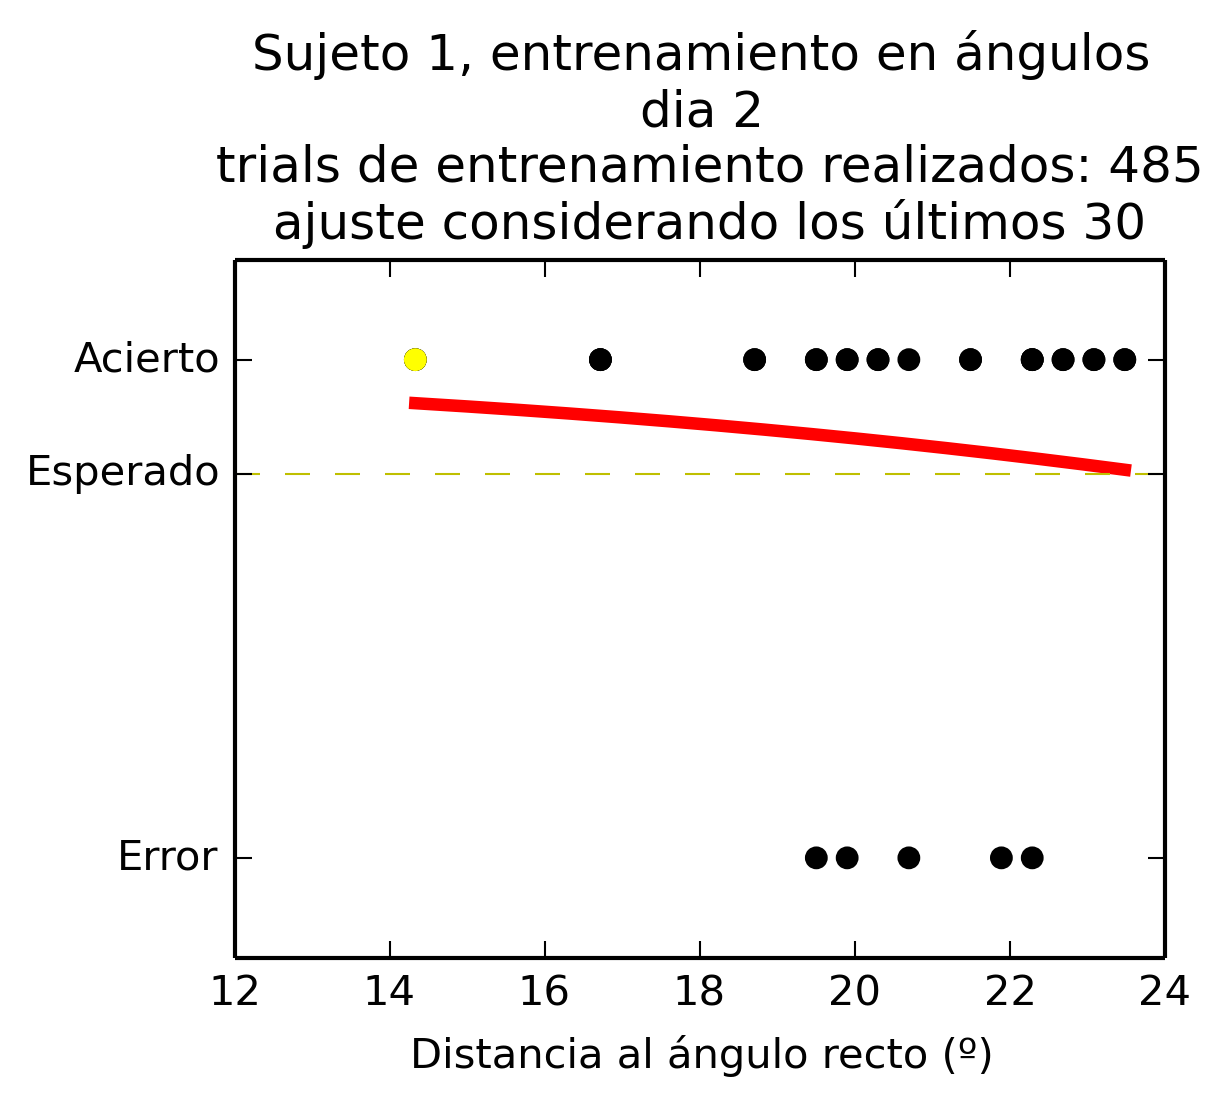 Sujeto 1, entrenamiento en ángulos
dia 2
trials de entrenamiento realizados: 485
ajuste considerando los últimos 30
Acierto
Esperado
Error
12 14 16 18 20 22 24
Distancia al ángulo recto (º)